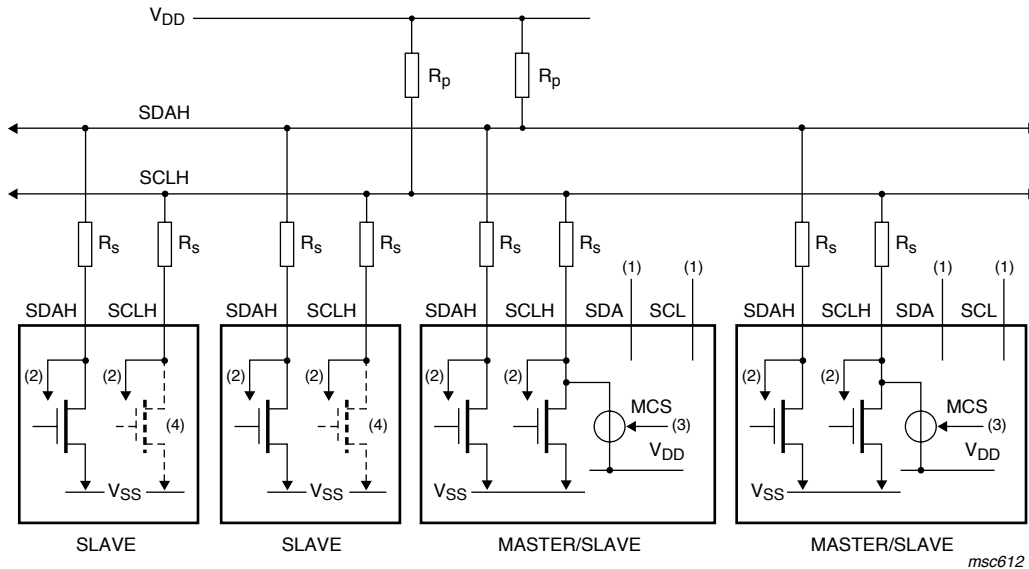 VDD
Rp Rp
SDAH
SCLH
Rs Rs Rs Rs Rs Rs Rs Rs
(1) (1) (1) (1)
SDAH SCLH SDAH SCLH SDAH SCLH SDA SCL SDAH SCLH SDA SCL
(2) (2) (2) (2) (2) (2) (2) (2)
MCS MCS
(4) (4) (3) (3)
VDD VDD
VSS VSS VSS VSS
SLAVE SLAVE MASTER/SLAVE MASTER/SLAVE
msc612